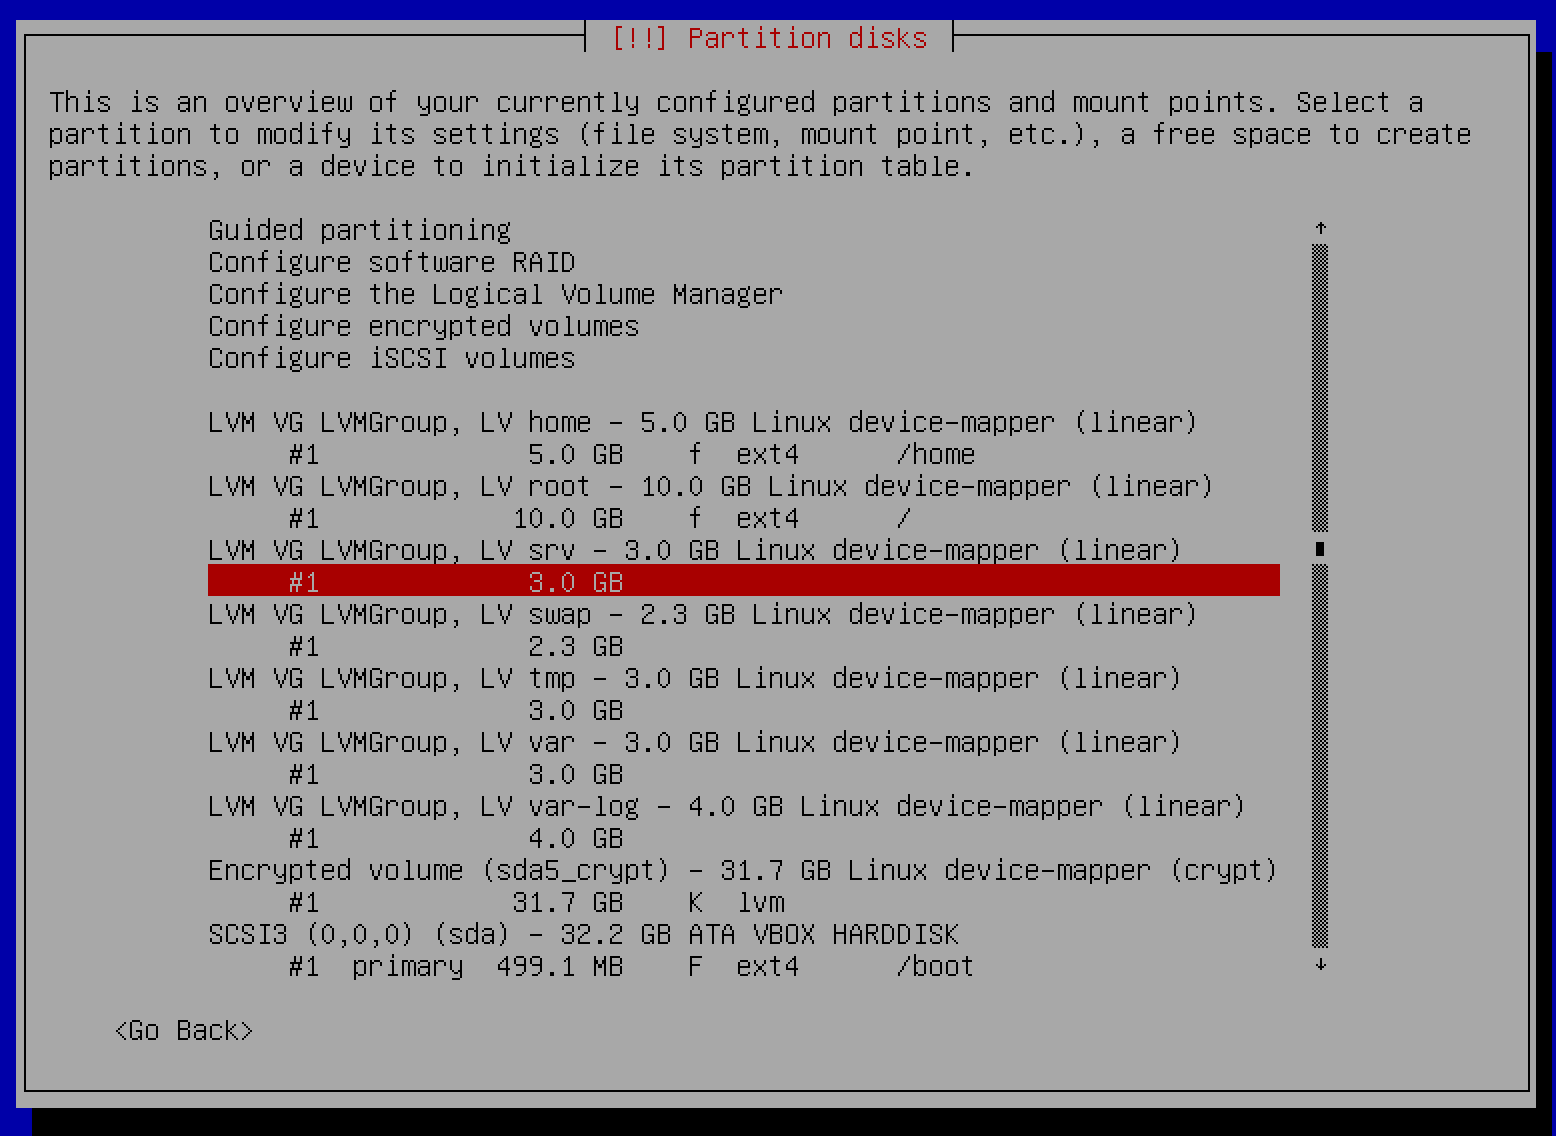 [!!] Partition disks
This is an overview of your currently configured partitions and mount points. Select a
partition to modify its settings (file system, mount point, etc.), a free space to create
partitions, or a device to initialize its partition table.
Guided partitioning
Configure software RAID
Configure the Logical Volume Manager
Configure encrypted volumes
Configure iSCSI volumes
LVM VG LVMGroup, LV home - 5.0 GB Linux device-mapper (linear)
#1 5.0 GB f ext4 /home
LVM VG LVMGroup, LV root - 10.0 GB Linux device-mapper (linear)
#1 10.0 GB f ext4 /
LVM VG LVMGroup, LV srv - 3.0 GB Linux device-mapper (linear)
#1 3.0 GB
LVM VG LVMGroup, LV swap - 2.3 GB Linux device-mapper (linear)
#1 2.3 GB
LVM VG LVMGroup, LV tmp - 3.0 GB Linux device-mapper (linear)
#1 3.0 GB
LVM VG LVMGroup, LV var - 3.0 GB Linux device-mapper (linear)
#1 3.0 GB
LVM VG LVMGroup, LV var-log - 4.0 GB Linux device-mapper (linear)
#1 4.0 GB
Encrypted volume (sda5_crypt) - 31.7 GB Linux device-mapper (crypt)
#1 31.7 GB K lvm
SCSI3 (0,0,0) (sda) - 32.2 GB ATA VBOX HARDDISK
#1 primary 499.1 MB F ext4 /boot
<Go Back>